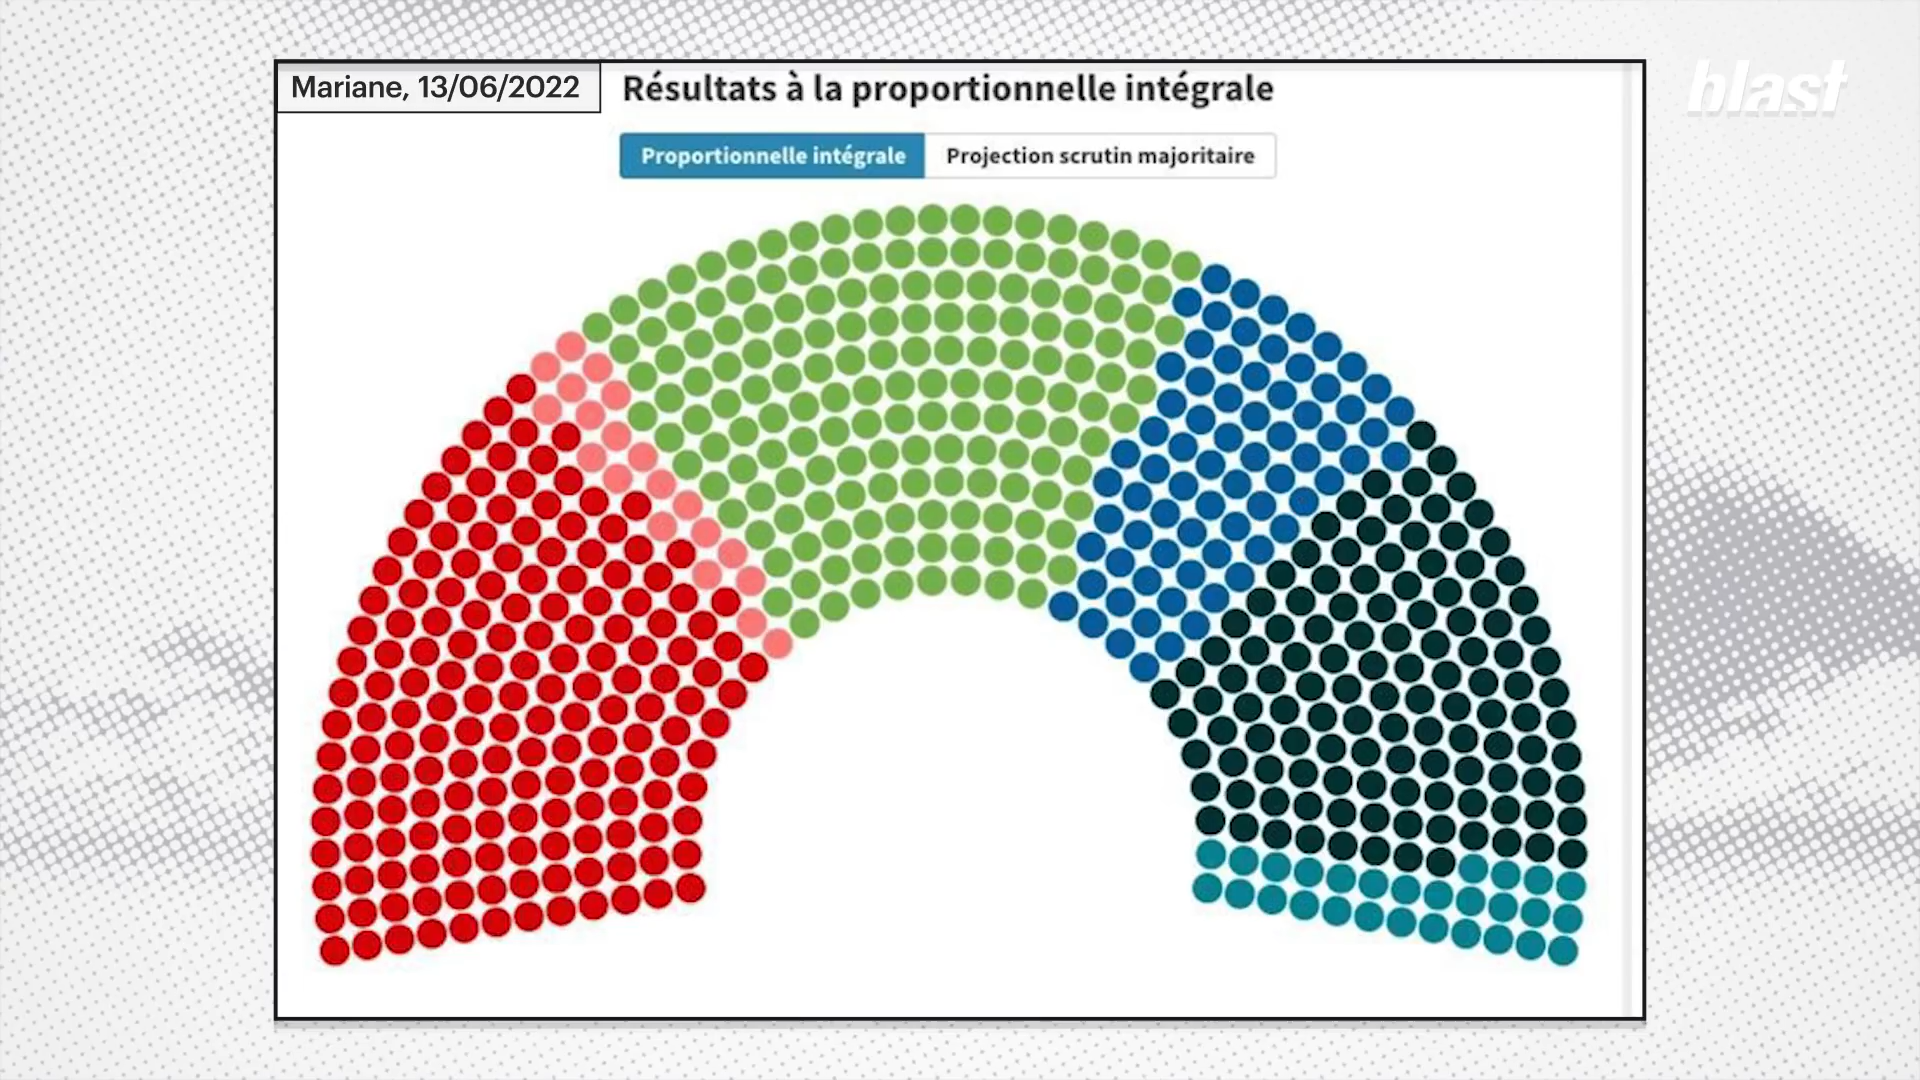 Mariane, 13/06/2022
Résultats à la proportionnelle intégrale
blast
Proportionnelle intégrale
Projection scrutin majoritaire